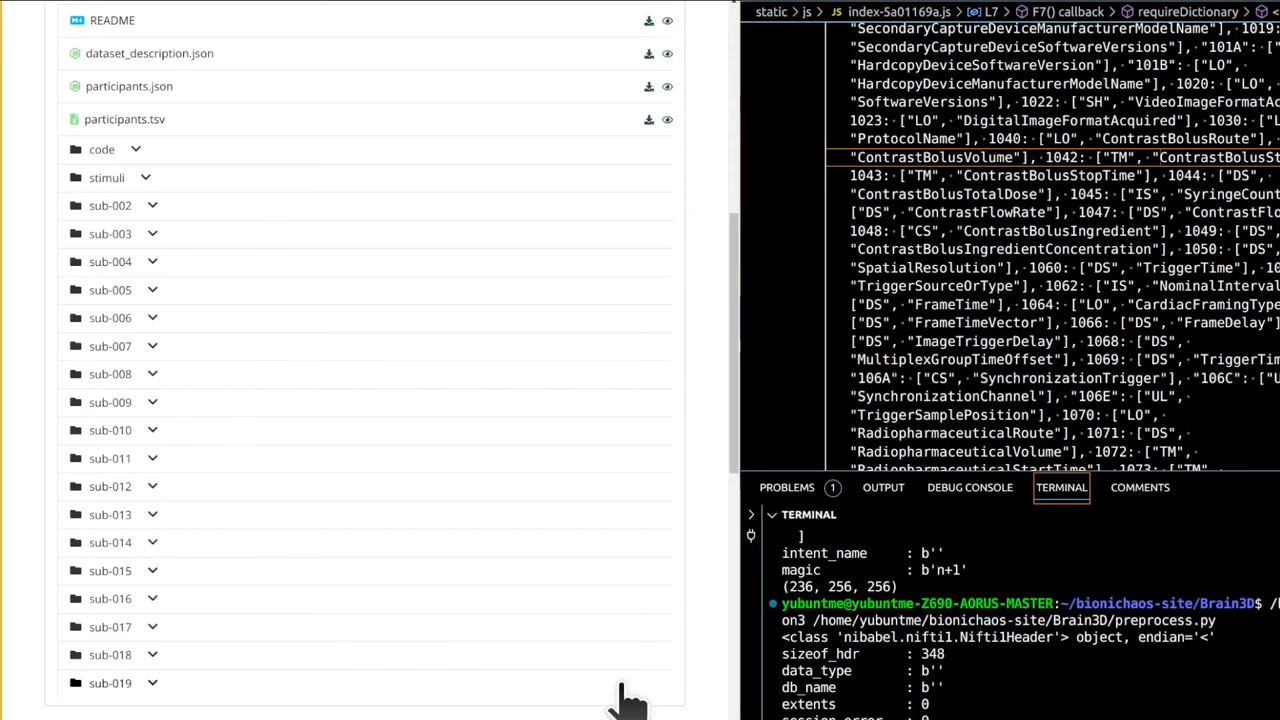 README
dataset_description.json
participants.json
participants.tsv
code
stimuli
sub-002
sub-003
sub-004
sub-005
sub-006
sub-007
sub-008
sub-009
sub-010
sub-011
sub-012
sub-013
sub-014
sub-015
sub-016
sub-017
sub-018
sub-019
static > js > JS index-5a01169a.js > L7 > F7() callback > requireDictionary >
"SecondaryCaptureDeviceManufacturerModelName"], 1019:
"SecondaryCaptureDeviceSoftwareVersions"], "101A": [
"HardcopyDeviceSoftwareVersion"], "101B": ["LO",
"HardcopyDeviceManufacturerModelName"], 1020: ["LO",
"SoftwareVersions"], 1022: ["SH", "VideoImageFormatAc
1023: ["LO", "DigitalImageFormatAcquired"], 1030: ["L
"ProtocolName"], 1040: ["LO", "ContrastBolusRoute"],
"ContrastBolusVolume"], 1042: ["TM", "ContrastBolusSt
1043: ["TM", "ContrastBolusStopTime"], 1044: ["DS",
"ContrastBolusTotalDose"], 1045: ["IS", "SyringeCount
["DS", "ContrastFlowRate"], 1047: ["DS", "ContrastFlo
1048: ["CS", "ContrastBolusIngredient"], 1049: ["DS",
"ContrastBolusIngredientConcentration"], 1050: ["DS",
"SpatialResolution"], 1060: ["DS", "TriggerTime"],
"TriggerSourceOrType"], 1062: ["IS", "NominalInterval
["DS", "FrameTime"], 1064: ["LO", "CardiacFramingType
"FrameTimeVector"], 1066: ["DS", "FrameDelay"]
["DS", "ImageTriggerDelay"], 1068: ["DS",
"MultiplexGroupTimeOffset"], 1069: ["DS", "TriggerTim
"106A": ["CS", "SynchronizationTrigger"], "106C": ["U
"SynchronizationChannel"], "106E": ["UL",
"TriggerSamplePosition"], 1070: ["LO",
"RadiopharmaceuticalRoute"], 1071: ["DS",
"RadiopharmaceuticalVolume"], 1072: ["TM",
"RadiopharmaceuticalStartTime"], 1073: ["TM",
PROBLEMS 1 OUTPUT DEBUG CONSOLE TERMINAL COMMENTS
TERMINAL
]
intent_name : b''
magic : b'n+1'
(236, 256, 256)
yubuntme@yubuntme-Z690-AORUS-MASTER:~/bionichaos-site/Brain3D$ /
on3 /home/yubuntme/bionichaos-site/Brain3D/preprocess.py
<class 'nibabel.nifti1.Nifti1Header'> object, endian='<'
sizeof_hdr : 348
data_type : b''
db_name : b''
extents : 0
session_error : 0